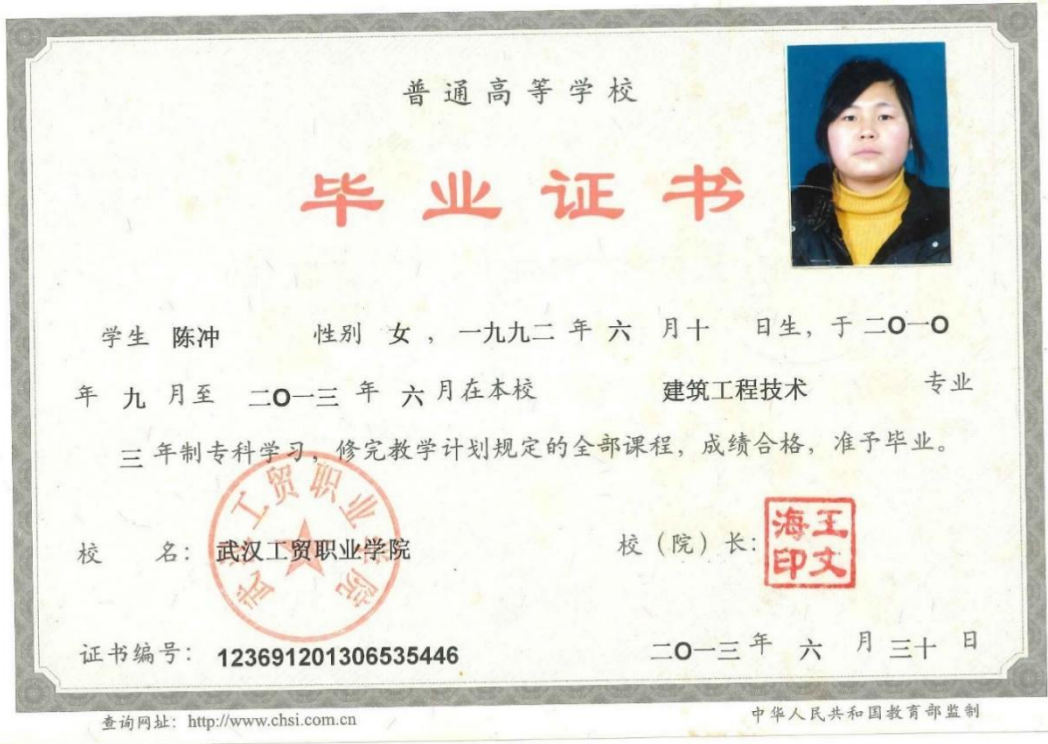 普通高等学校
毕业证书
学生 陈冲 性别 女 ，一九九二 年 六 月十 日生，于 二O一O
年 九 月至 二O一三 年 六 月在本校 建筑工程技术 专业
三 年制专科学习，修完教学计划规定的全部课程，成绩合格，准予毕业。
武汉工贸职业学院
校 名： 武汉工贸职业学院 校（院）长：
王文海印
证书编号： 123691201306535446 二O一三 年 六 月 三十 日
查询网址：http://www.chsi.com.cn 中华人民共和国教育部监制